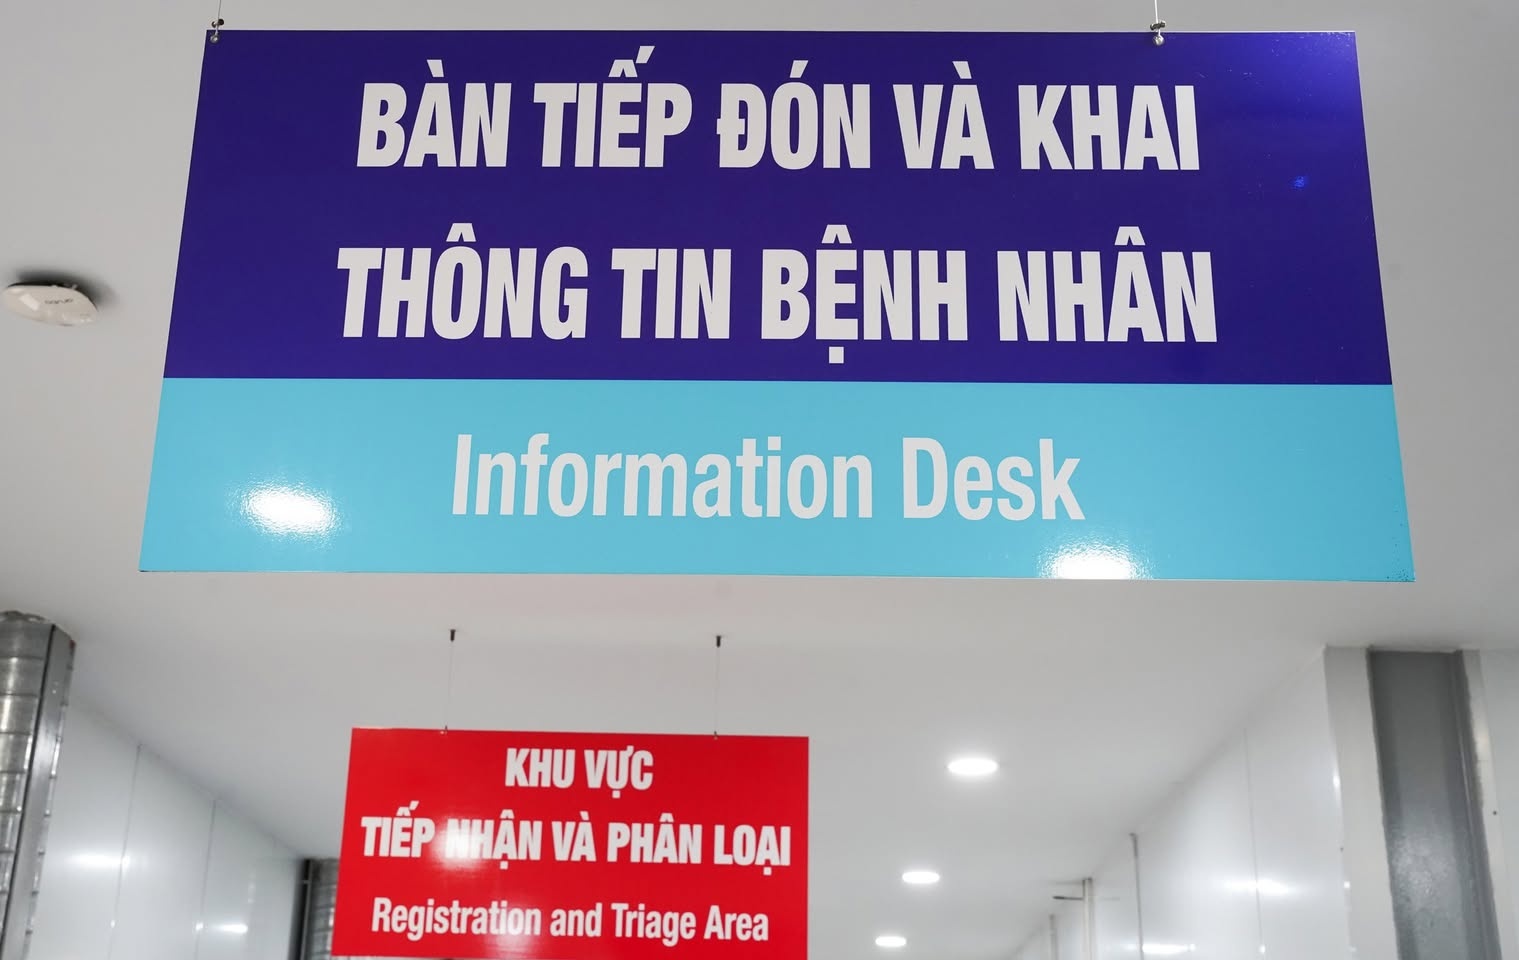 BÀN TIẾP ĐÓN VÀ KHAI
THÔNG TIN BỆNH NHÂN
Information Desk
KHU VỰC
TIẾP NHẬN VÀ PHÂN LOẠI
Registration and Triage Area